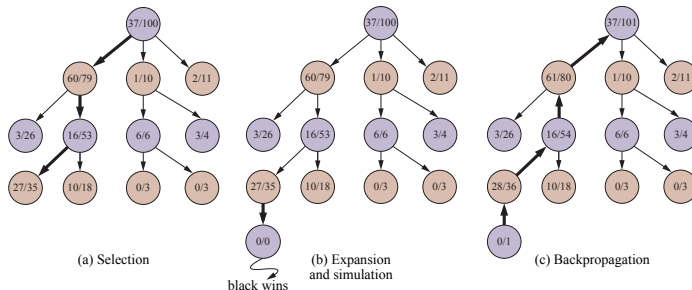 37/100
60/79 1/10 2/11
3/26 16/53 6/6 3/4
27/35 10/18 0/3 0/3
(a) Selection
37/100
60/79 1/10 2/11
3/26 16/53 6/6 3/4
27/35 10/18 0/3 0/3
0/0
black wins
(b) Expansion
and simulation
37/101
61/80 1/10 2/11
3/26 16/54 6/6 3/4
28/36 10/18 0/3 0/3
0/1
(c) Backpropagation